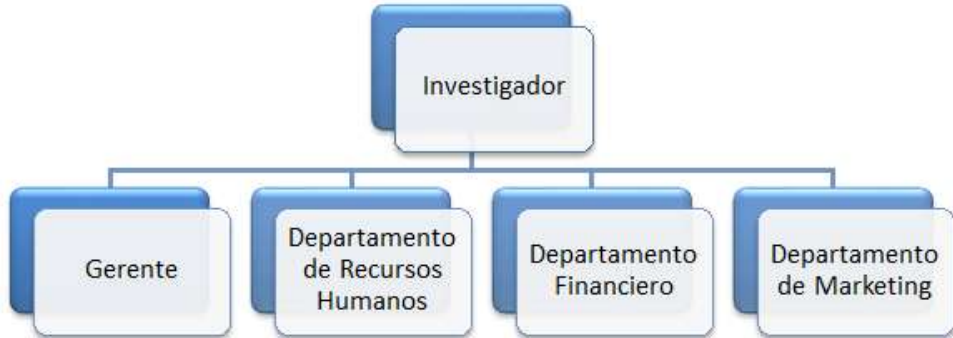 Investigador
Gerente
Departamento
de Recursos
Humanos
Departamento
Financiero
Departamento
de Marketing